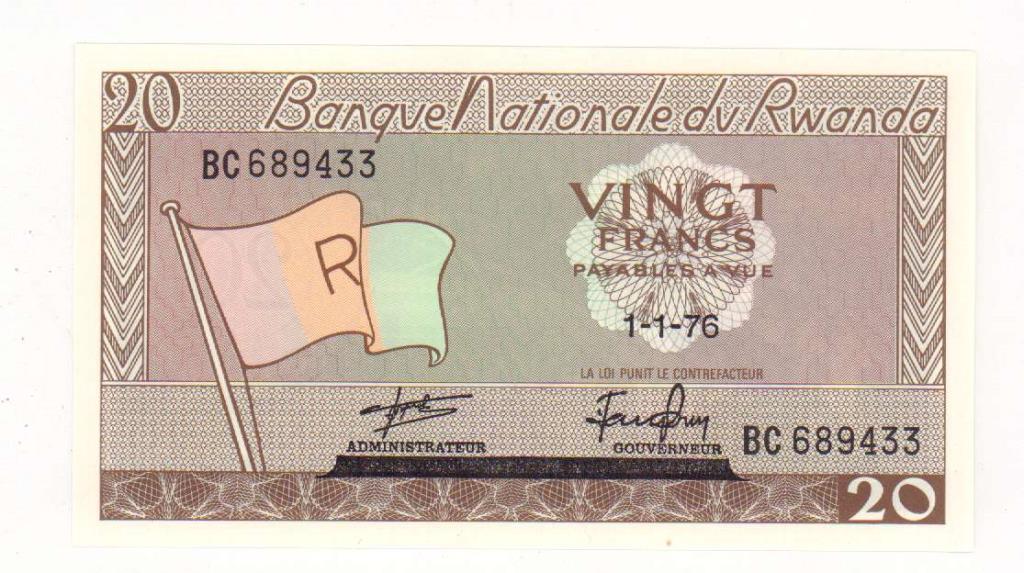 20 Banque Nationale du Rwanda
BC 689433
R
VINGT
FRANCS
PAYABLES A VUE
1-1-76
LA LOI PUNIT LE CONTREFACTEUR
ADMINISTRATEUR
GOUVERNEUR
BC 689433
20